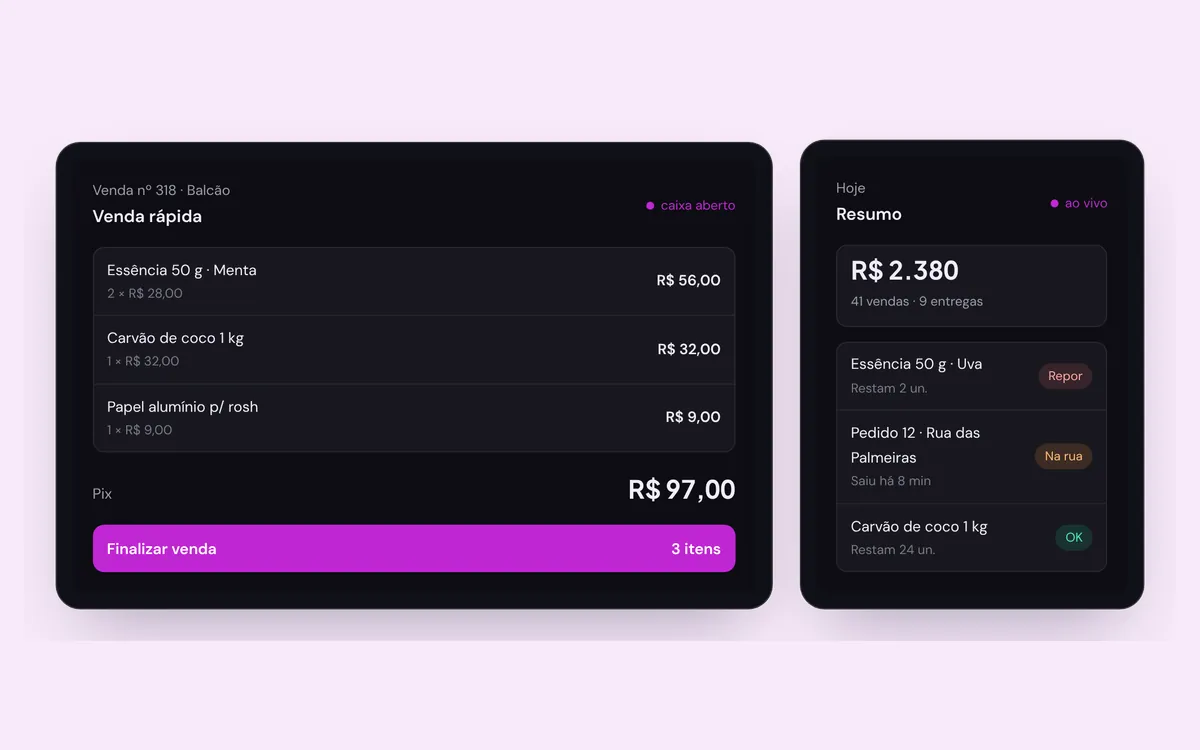 Venda nº 318 · Balcão
Venda rápida
caixa aberto
Essência 50 g · Menta
2 × R$ 28,00
R$ 56,00
Carvão de coco 1 kg
1 × R$ 32,00
R$ 32,00
Papel alumínio p/ rosh
1 × R$ 9,00
R$ 9,00
Pix
R$ 97,00
Finalizar venda
3 itens
Hoje
Resumo
ao vivo
R$ 2.380
41 vendas · 9 entregas
Essência 50 g · Uva
Restam 2 un.
Repor
Pedido 12 · Rua das
Palmeiras
Saiu há 8 min
Na rua
Carvão de coco 1 kg
Restam 24 un.
OK